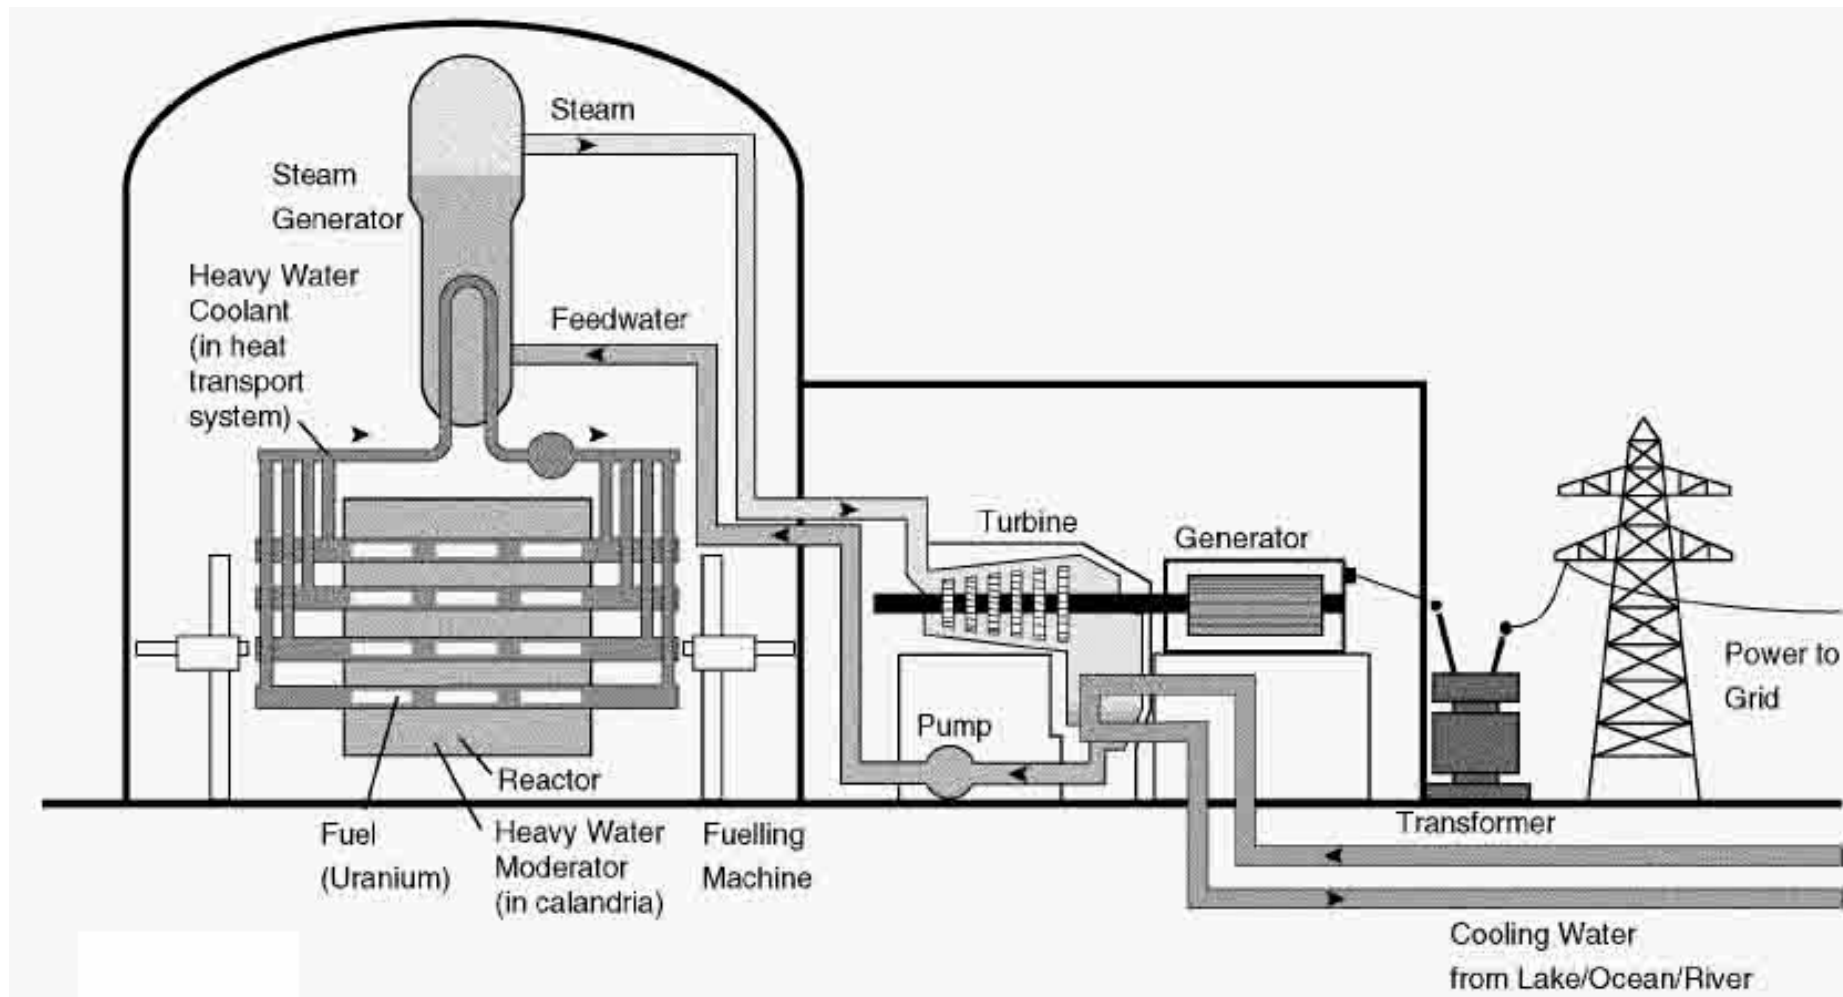 Steam
Steam
Generator
Heavy Water
Coolant
(in heat
transport
system)
Feedwater
Turbine
Generator
Power to
Grid
Pump
Reactor
Transformer
Fuel
(Uranium)
Heavy Water
Moderator
(in calandria)
Fuelling
Machine
Cooling Water
from Lake/Ocean/River